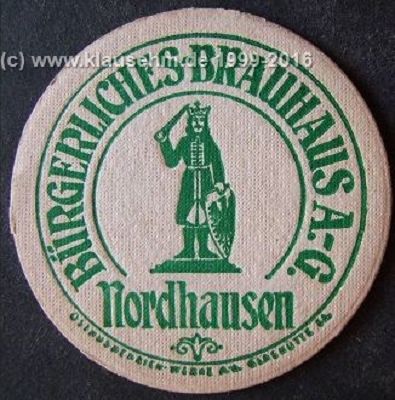 (c) www.klausehm.de 1999-2016
BÜRGERLICHES·BRAUHAUS A.-G.
Nordhausen